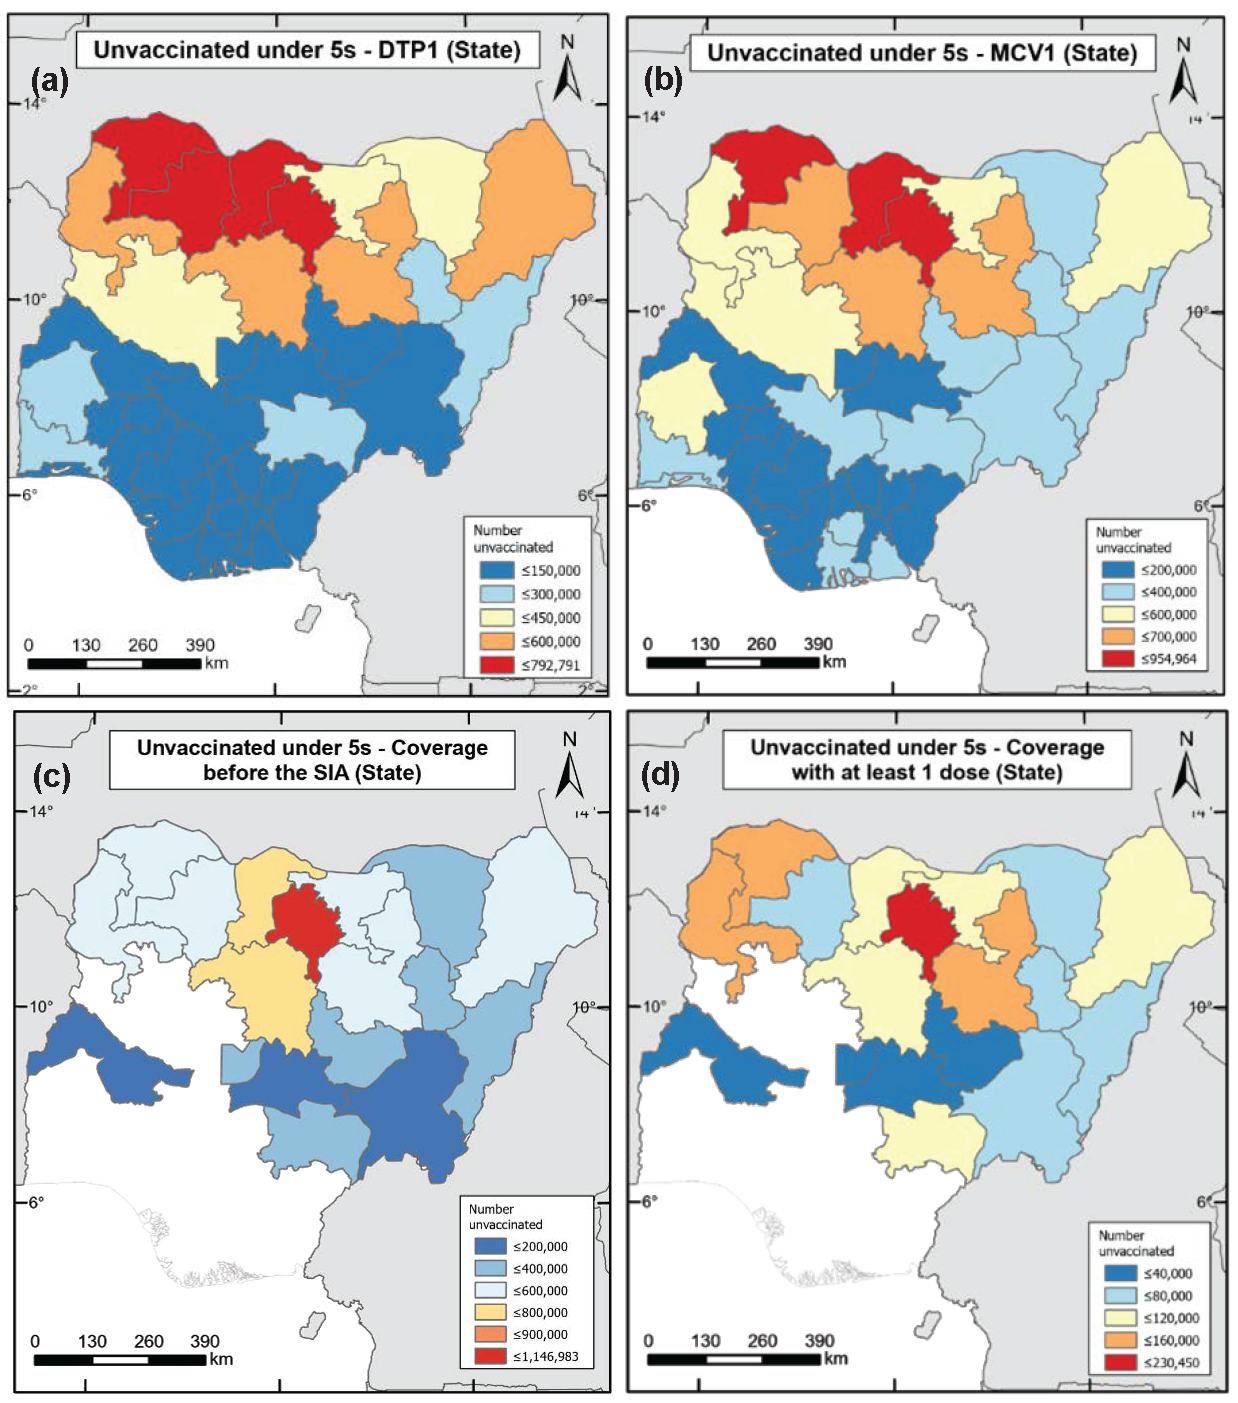 (a)
Unvaccinated under 5s - DTP1 (State)
N
14°
10°
10°
6°
6°
2°
2°
Number
unvaccinated
≤150,000
≤300,000
≤450,000
≤600,000
≤792,791
0 130 260 390
km
(b)
Unvaccinated under 5s - MCV1 (State)
N
14°
14°
10°
10°
6°
6°
Number
unvaccinated
≤200,000
≤400,000
≤600,000
≤700,000
≤954,964
0 130 260 390
km
(c)
Unvaccinated under 5s - Coverage
before the SIA (State)
N
14°
14°
10°
10°
6°
Number
unvaccinated
≤200,000
≤400,000
≤600,000
≤800,000
≤900,000
≤1,146,983
0 130 260 390
km
(d)
Unvaccinated under 5s - Coverage
with at least 1 dose (State)
N
14°
14°
10°
10°
6°
6°
Number
unvaccinated
≤40,000
≤80,000
≤120,000
≤160,000
≤230,450
0 130 260 390
km